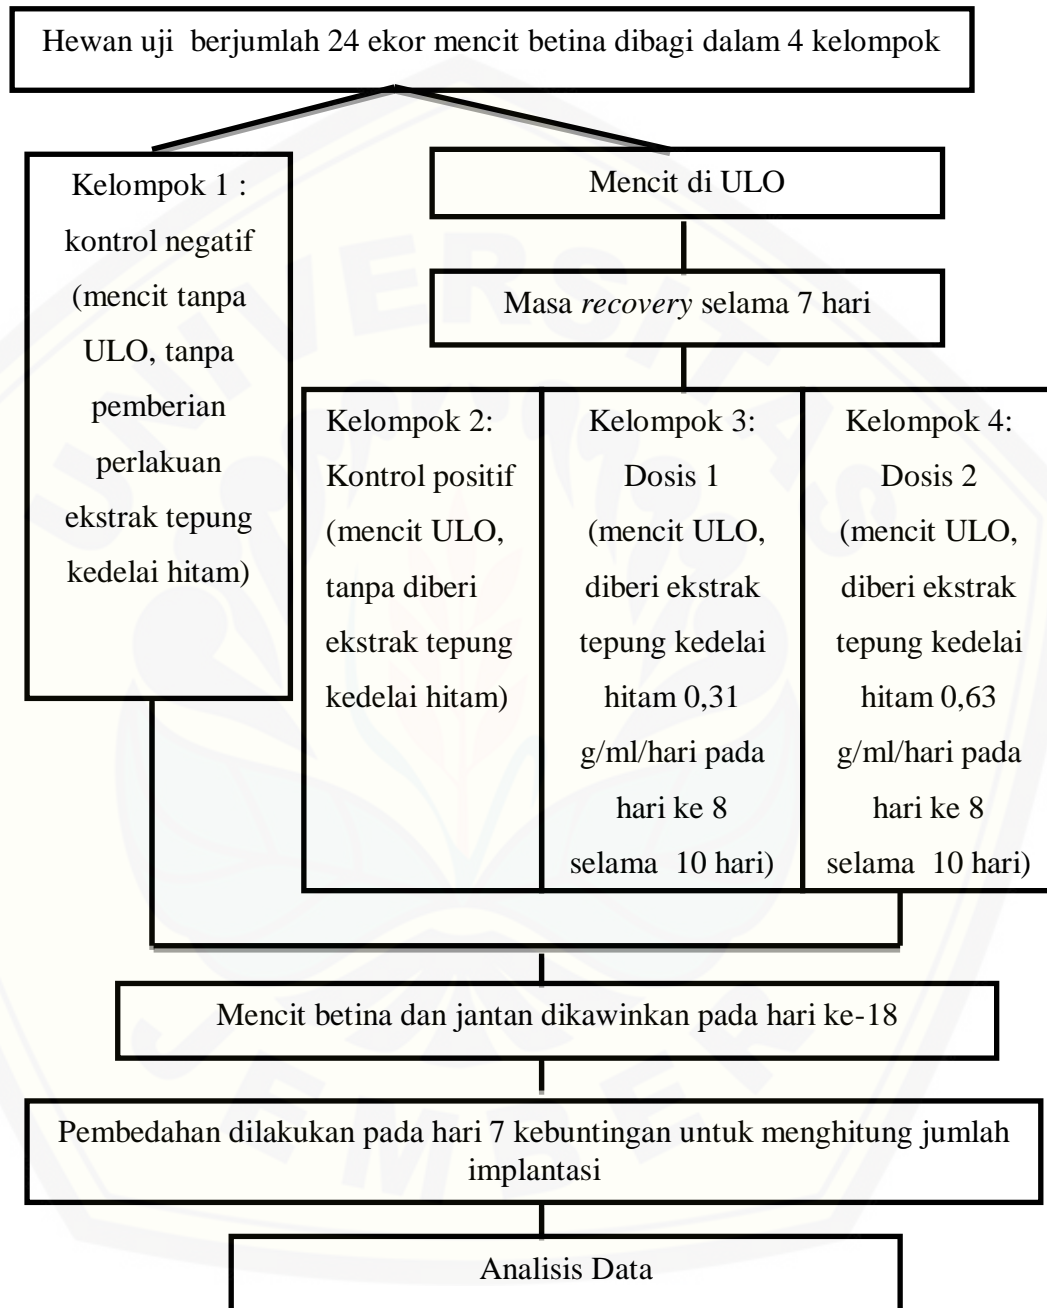 Hewan uji berjumlah 24 ekor mencit betina dibagi dalam 4 kelompok
Kelompok 1 :
kontrol negatif
(mencit tanpa
ULO, tanpa
pemberian
perlakuan
ekstrak tepung
kedelai hitam)
Mencit di ULO
Masa recovery selama 7 hari
Kelompok 2:
Kontrol positif
(mencit ULO,
tanpa diberi
ekstrak tepung
kedelai hitam)
Kelompok 3:
Dosis 1
(mencit ULO,
diberi ekstrak
tepung kedelai
hitam 0,31
g/ml/hari pada
hari ke 8
selama 10 hari)
Kelompok 4:
Dosis 2
(mencit ULO,
diberi ekstrak
tepung kedelai
hitam 0,63
g/ml/hari pada
hari ke 8
selama 10 hari)
Mencit betina dan jantan dikawinkan pada hari ke-18
Pembedahan dilakukan pada hari 7 kebuntingan untuk menghitung jumlah
implantasi
Analisis Data
UNIVERSITAS
JEMBER